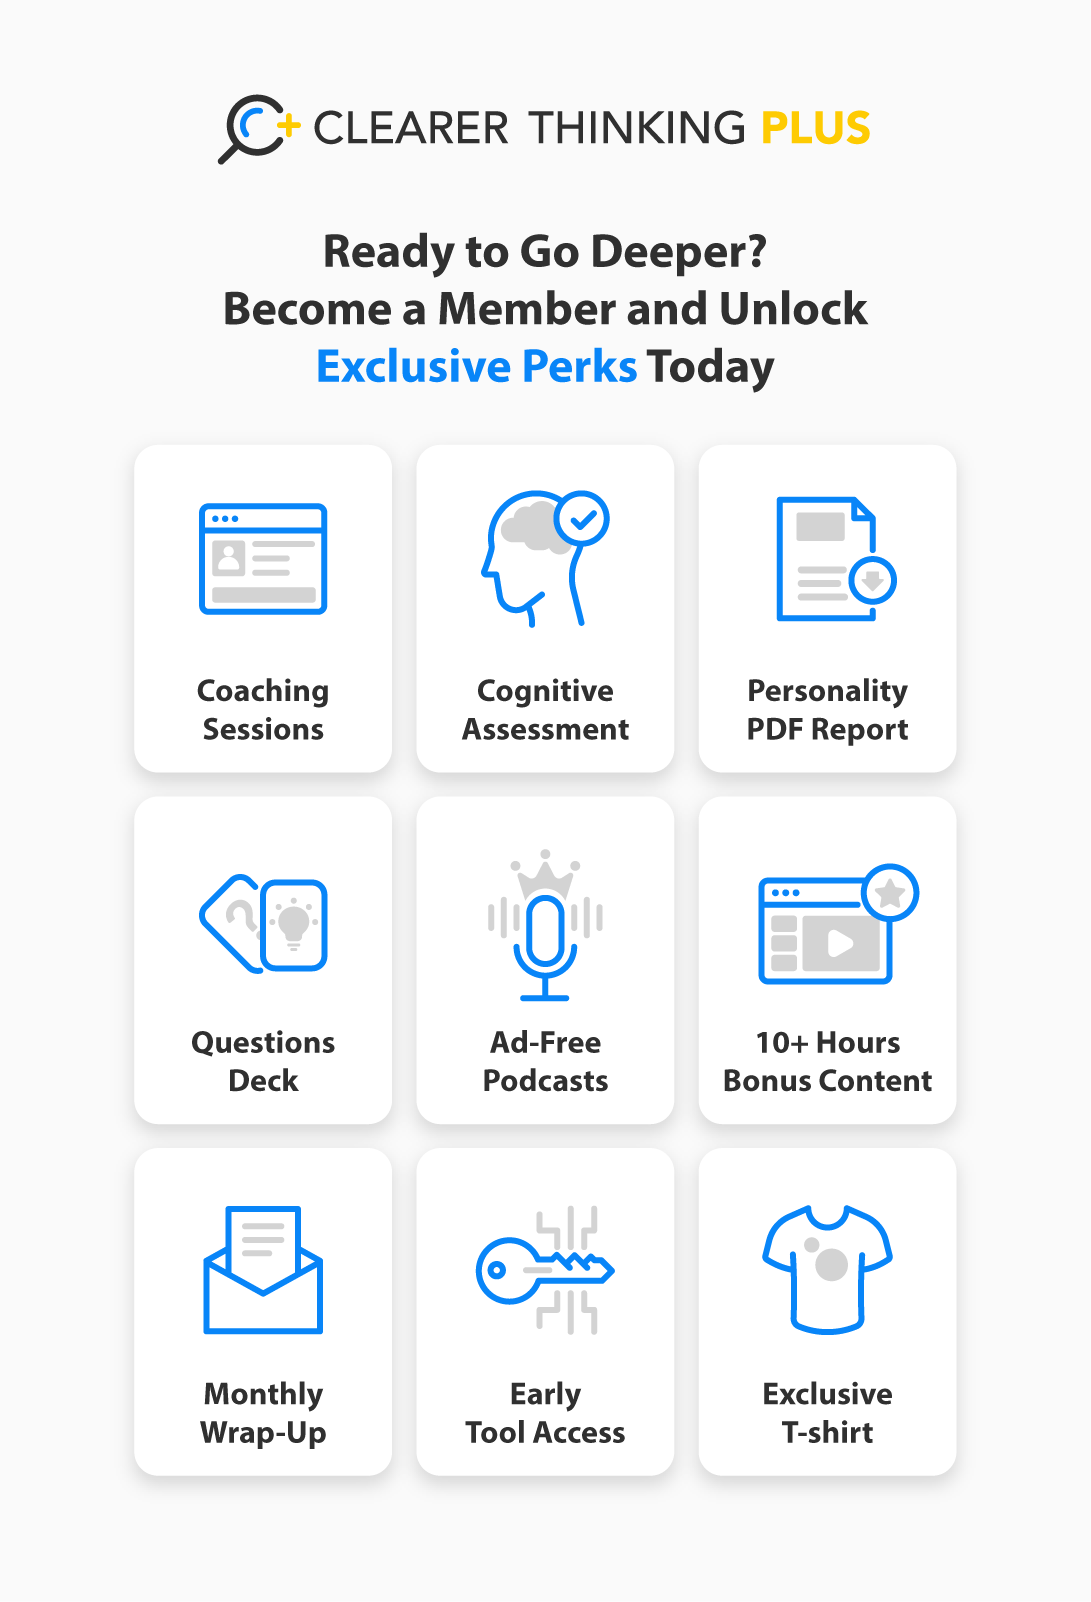 CLEARER THINKING PLUS
Ready to Go Deeper?
Become a Member and Unlock
Exclusive Perks Today
Coaching
Sessions
Cognitive
Assessment
Personality
PDF Report
Questions
Deck
Ad-Free
Podcasts
10+ Hours
Bonus Content
Monthly
Wrap-Up
Early
Tool Access
Exclusive
T-shirt